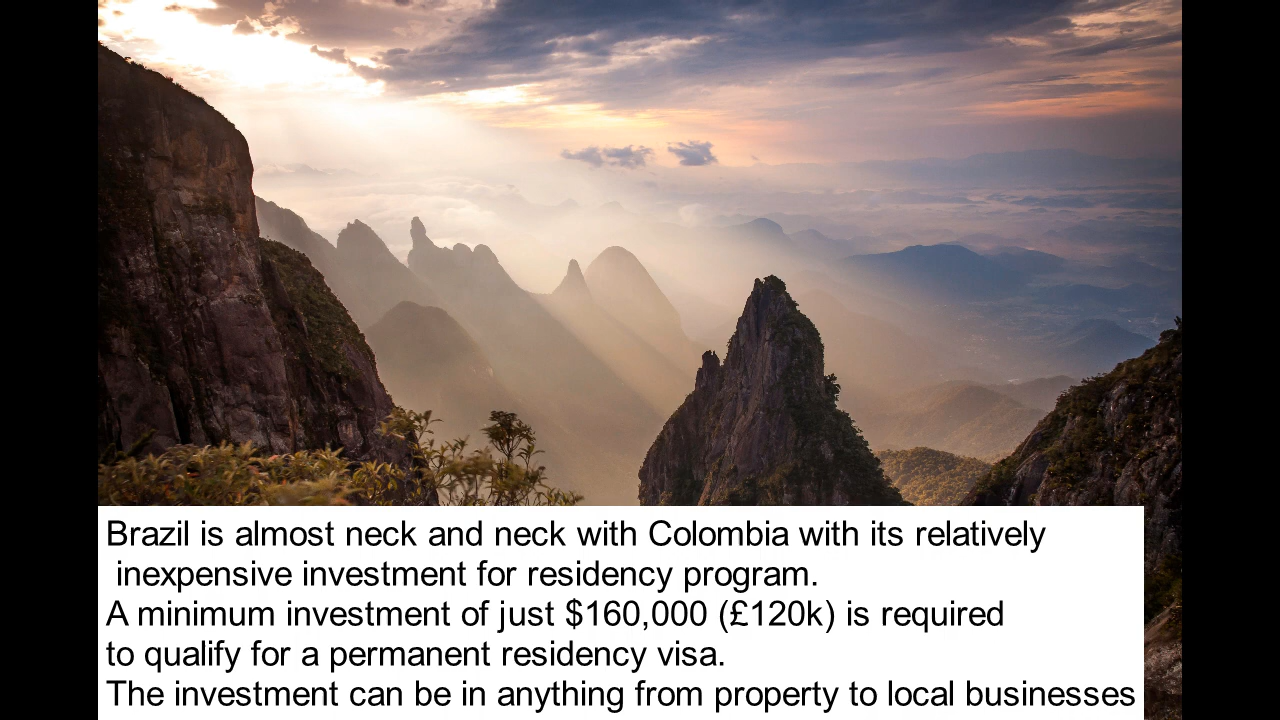 Brazil is almost neck and neck with Colombia with its relatively
inexpensive investment for residency program.
A minimum investment of just $160,000 (£120k) is required
to qualify for a permanent residency visa.
The investment can be in anything from property to local businesses